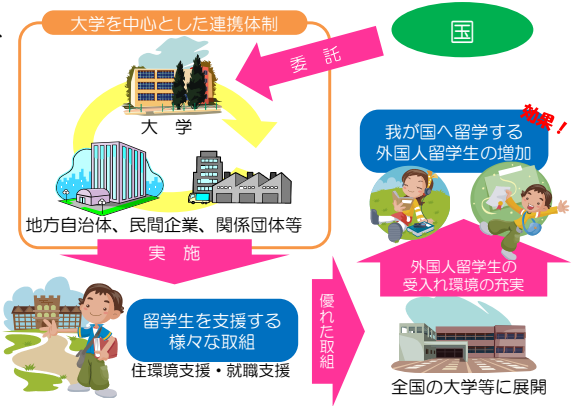 大学を中心とした連携体制
国
委託
大学
地方自治体、民間企業、関係団体等
実施
留学生を支援する
様々な取組
住環境支援・就職支援
優れた取組
効果！
我が国へ留学する
外国人留学生の増加
外国人留学生の
受入れ環境の充実
全国の大学等に展開